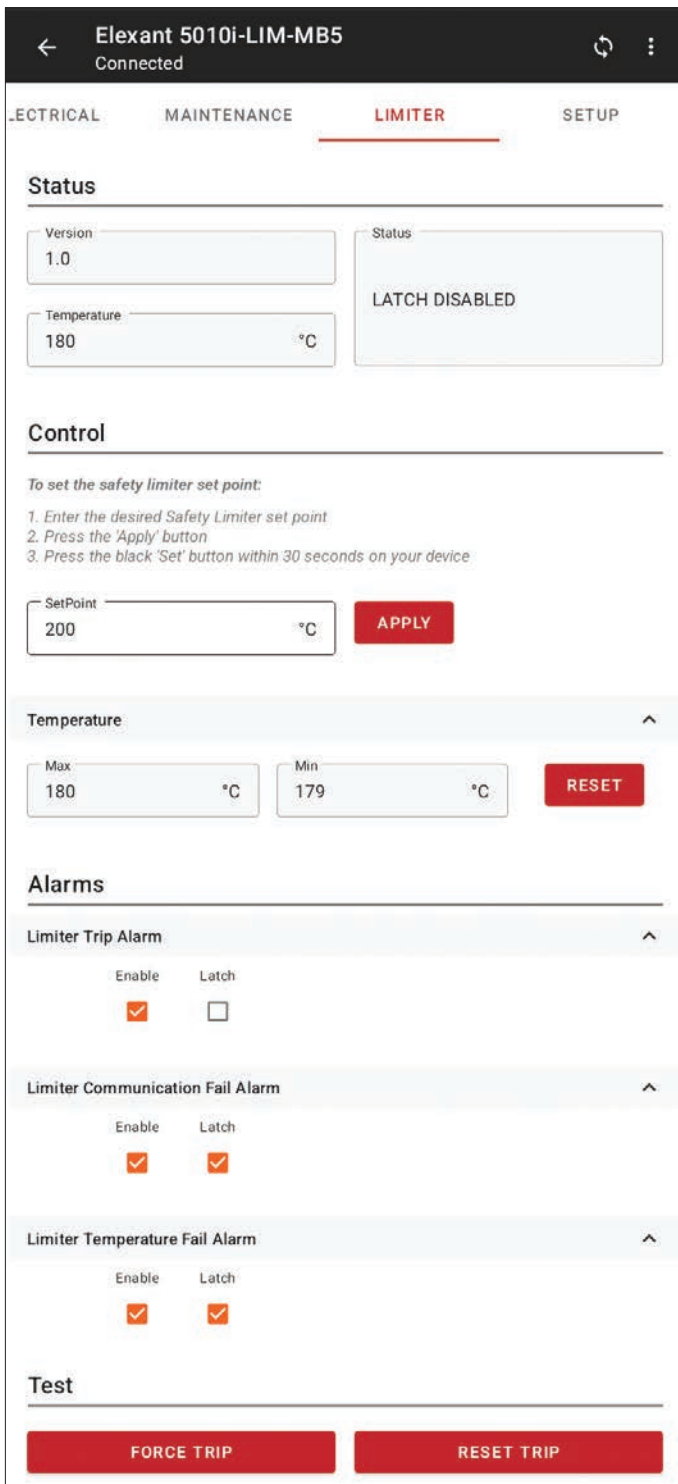 Elexant 5010i-LIM-MB5
Connected
LECTRICAL MAINTENANCE LIMITER SETUP
Status
Version
1.0
Status
LATCH DISABLED
Temperature
180 °C
Control
To set the safety limiter set point:
1. Enter the desired Safety Limiter set point
2. Press the 'Apply' button
3. Press the black 'Set' button within 30 seconds on your device
SetPoint
200 °C
APPLY
Temperature
Max
180 °C
Min
179 °C
RESET
Alarms
Limiter Trip Alarm
Enable Latch
Limiter Communication Fail Alarm
Enable Latch
Limiter Temperature Fail Alarm
Enable Latch
Test
FORCE TRIP RESET TRIP